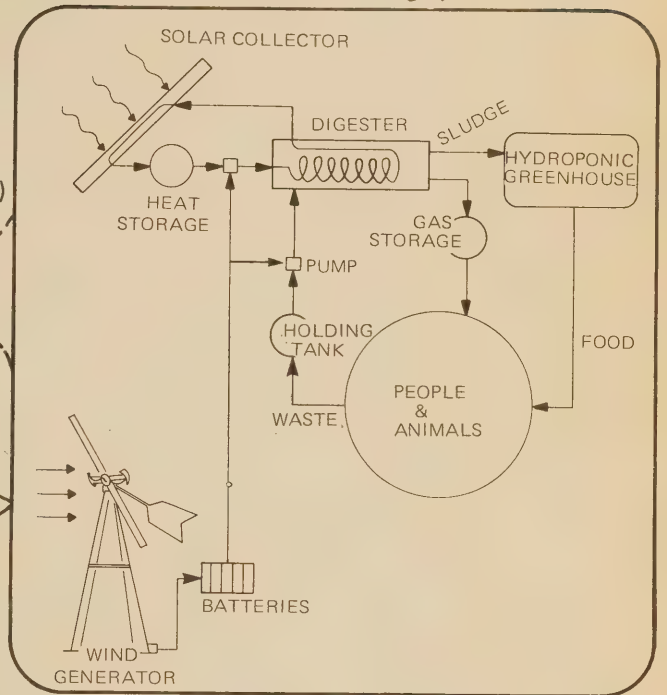 SOLAR COLLECTOR
DIGESTER
SLUDGE
HYDROPONIC
GREENHOUSE
HEAT
STORAGE
GAS
STORAGE
PUMP
HOLDING
TANK
FOOD
PEOPLE
&
ANIMALS
WASTE
BATTERIES
WIND
GENERATOR